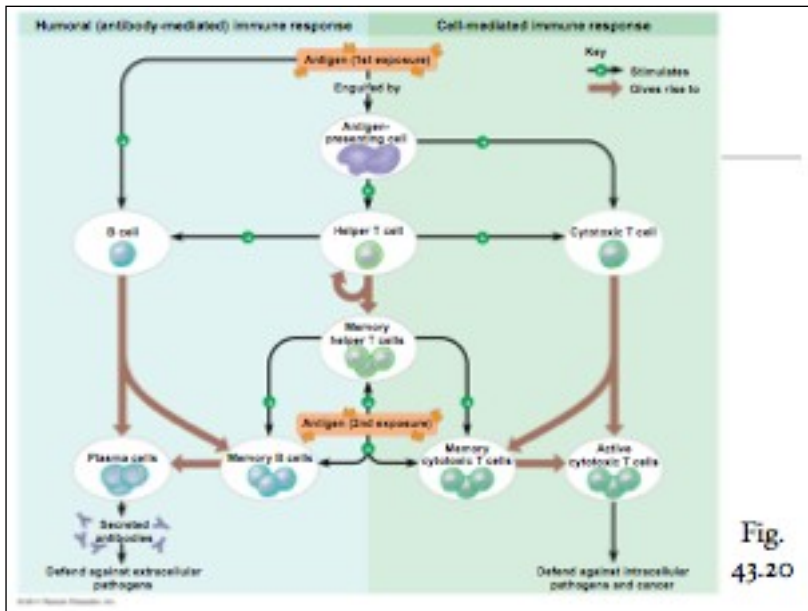 Humoral (antibody-mediated) immune response
Cell-mediated immune response
Key
Stimulates
Gives rise to
Antigen (1st exposure)
Engulfed by
Antigen-
presenting cell
B cell
Helper T cell
Cytotoxic T cell
Memory
helper T cells
Antigen (2nd exposure)
Plasma cells
Memory B cells
Memory
cytotoxic T cells
Active
cytotoxic T cells
Secreted
antibodies
Defend against extracellular
pathogens
Defend against intracellular
pathogens and cancer
Fig.
43.20